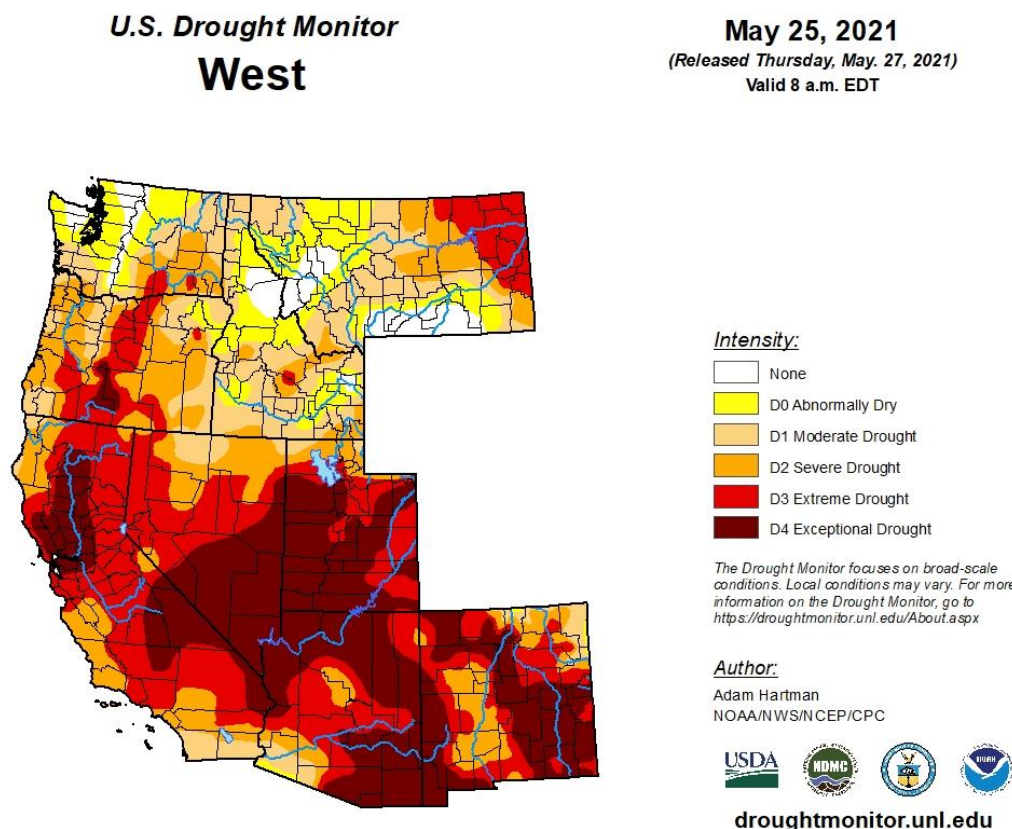 U.S. Drought Monitor
West
May 25, 2021
(Released Thursday, May. 27, 2021)
Valid 8 a.m. EDT
Intensity:
None
D0 Abnormally Dry
D1 Moderate Drought
D2 Severe Drought
D3 Extreme Drought
D4 Exceptional Drought
The Drought Monitor focuses on broad-scale
conditions. Local conditions may vary. For more
information on the Drought Monitor, go to
https://droughtmonitor.unl.edu/About.aspx
Author:
Adam Hartman
NOAA/NWS/NCEP/CPC
USDA
NDMC
NOAA
droughtmonitor.unl.edu